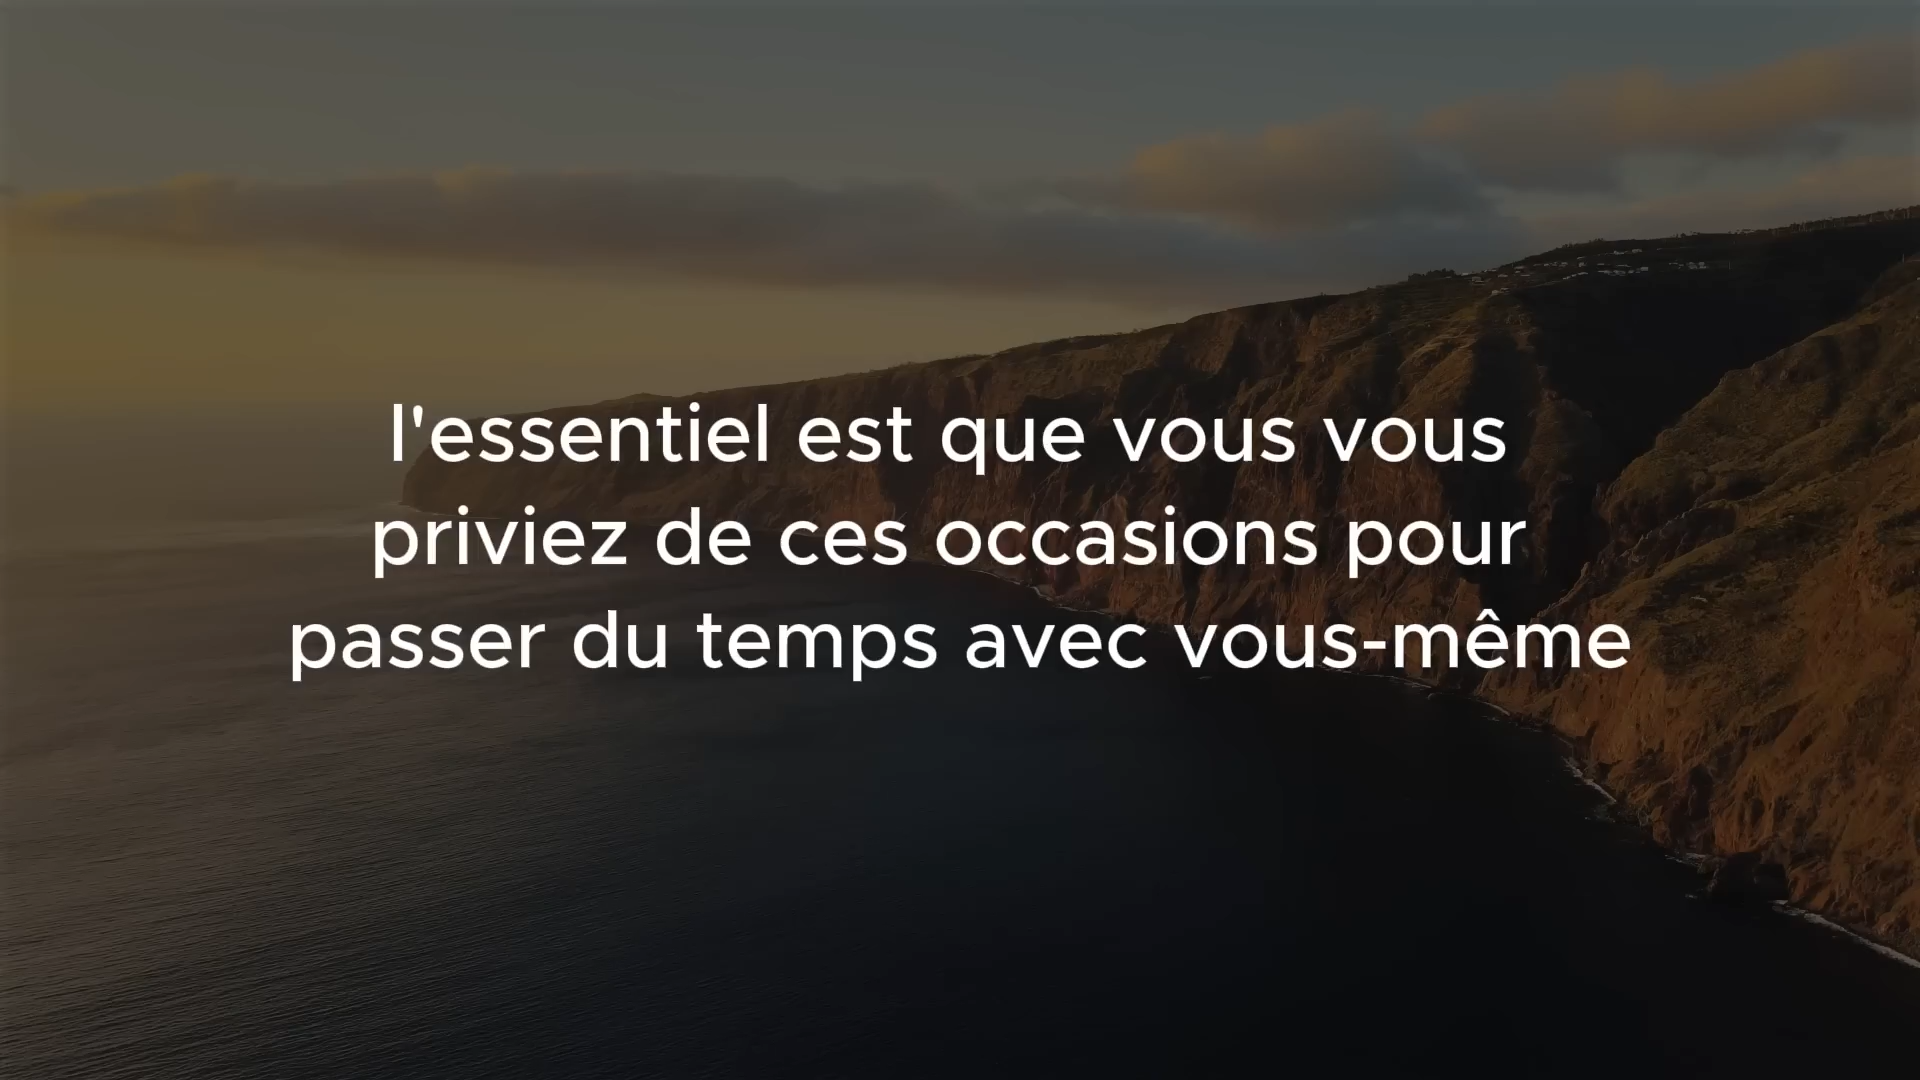 l'essentiel est que vous vous
priviez de ces occasions pour
passer du temps avec vous-même